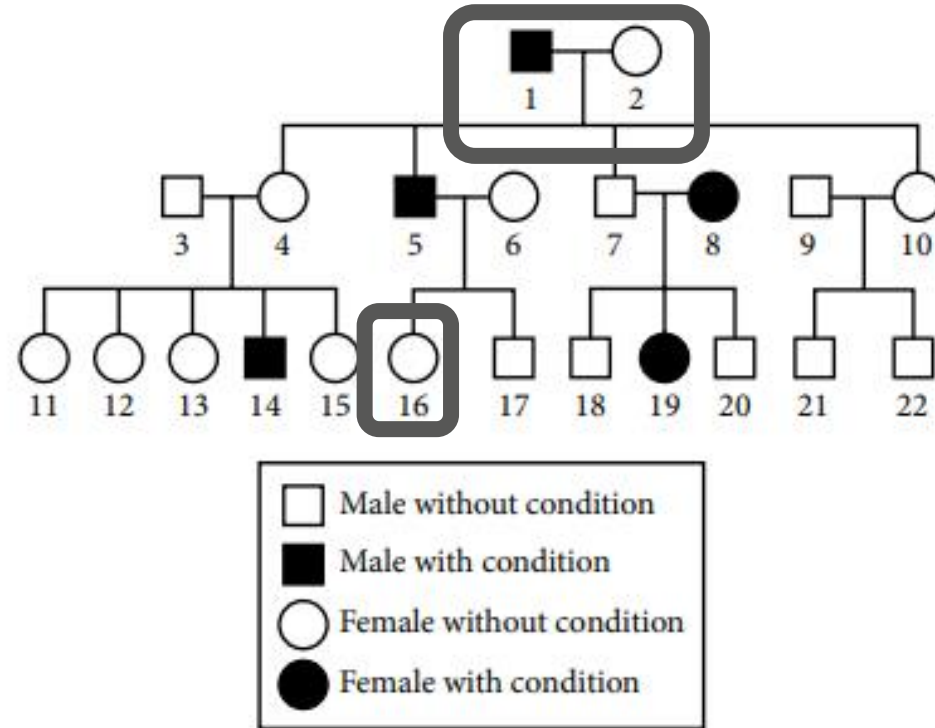 1 2
3 4 5 6 7 8 9 10
11 12 13 14 15 16 17 18 19 20 21 22
Male without condition
Male with condition
Female without condition
Female with condition